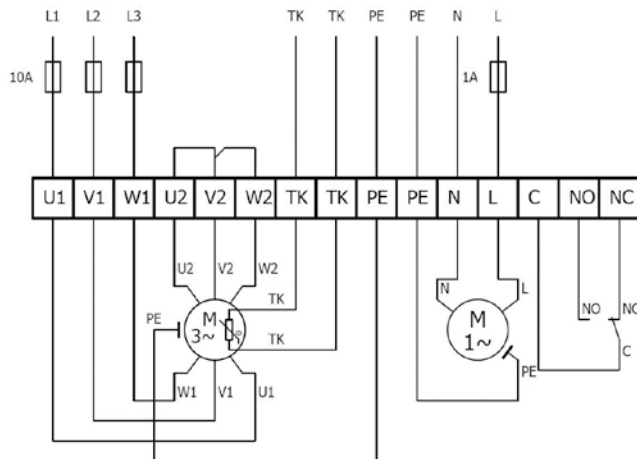 L1 L2 L3 TK TK PE PE N L
10A 1A
U1 V1 W1 U2 V2 W2 TK TK PE PE N L C NO NC
U2 V2 W2
TK
N L
PE M 3~ ϑ
NO NC
M 1~
TK
C
PE
W1 V1 U1